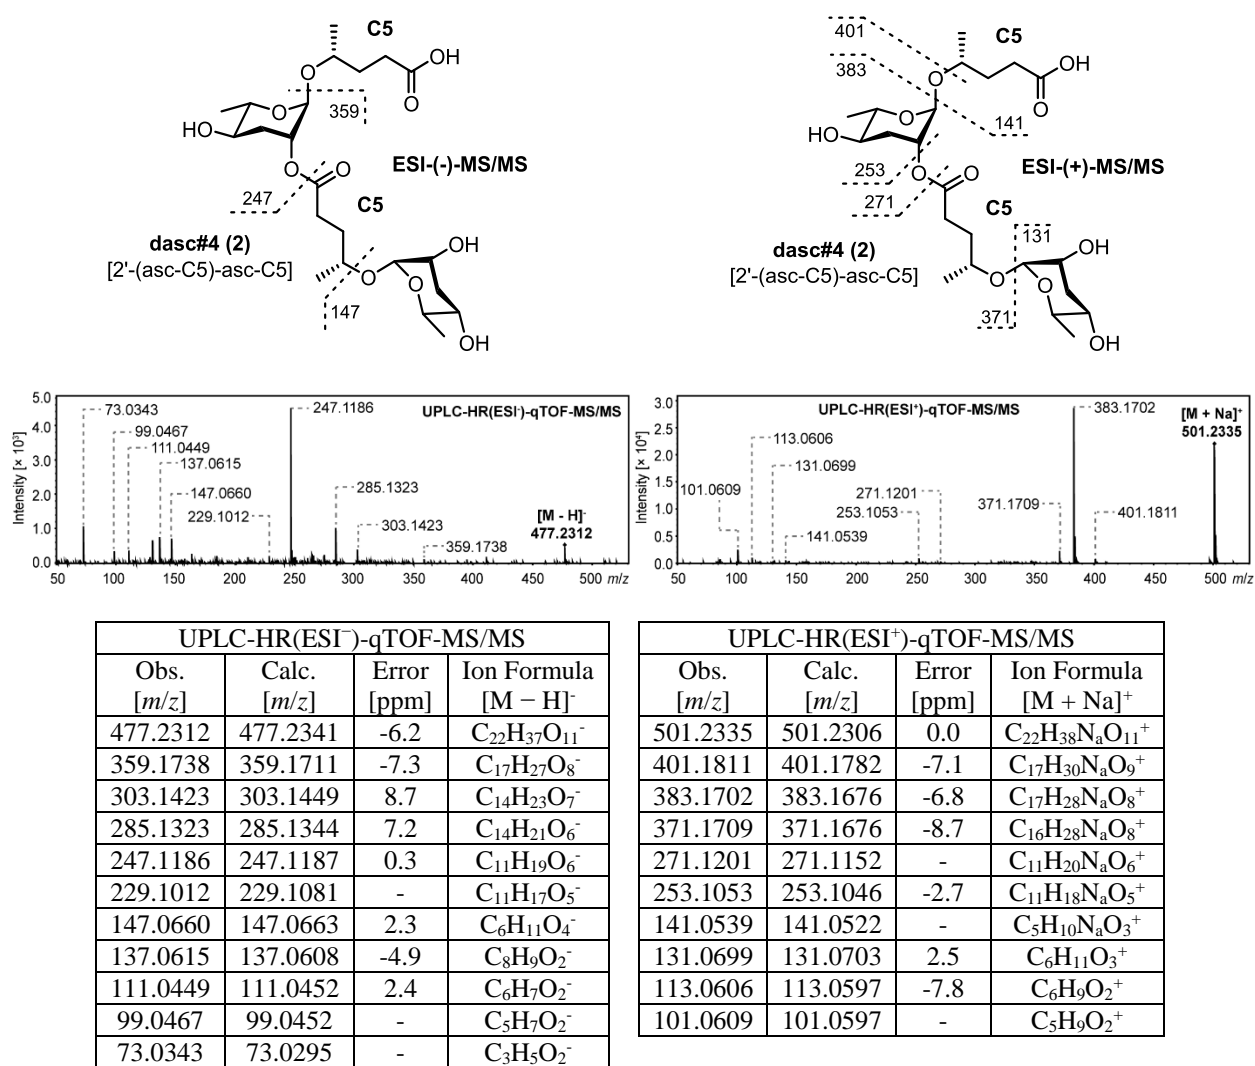 C5
OH
O
O
O
359
HO
O
O
ESI-(-)-MS/MS
247
C5
dasc#4 (2)
[2'-(asc-C5)-asc-C5]
OH
O
O
147
OH
401
C5
383
OH
O
O
O
141
HO
253
O
O
ESI-(+)-MS/MS
271
C5
131
dasc#4 (2)
[2'-(asc-C5)-asc-C5]
OH
O
O
371
OH
UPLC-HR(ESI-)-qTOF-MS/MS
Intensity [× 10³]
5.0
4.0
3.0
2.0
1.0
0.0
73.0343
99.0467
111.0449
137.0615
147.0660
229.1012
247.1186
285.1323
303.1423
359.1738
[M - H]-
477.2312
50 100 150 200 250 300 350 400 450 500 m/z
UPLC-HR(ESI+)-qTOF-MS/MS
Intensity [× 10⁴]
3.0
2.5
2.0
1.5
1.0
0.5
0.0
101.0609
113.0606
131.0699
141.0539
271.1201
253.1053
371.1709
383.1702
401.1811
[M + Na]+
501.2335
50 100 150 200 250 300 350 400 450 500 m/z
UPLC-HR(ESI⁻)-qTOF-MS/MS
Obs. Calc. Error Ion Formula
[m/z] [m/z] [ppm] [M − H]-
477.2312 477.2341 -6.2 C₂₂H₃₇O₁₁-
359.1738 359.1711 -7.3 C₁₇H₂₇O₈-
303.1423 303.1449 8.7 C₁₄H₂₃O₇-
285.1323 285.1344 7.2 C₁₄H₂₁O₆-
247.1186 247.1187 0.3 C₁₁H₁₉O₆-
229.1012 229.1081 - C₁₁H₁₇O₅-
147.0660 147.0663 2.3 C₆H₁₁O₄-
137.0615 137.0608 -4.9 C₈H₉O₂-
111.0449 111.0452 2.4 C₆H₇O₂-
99.0467 99.0452 - C₅H₇O₂-
73.0343 73.0295 - C₃H₅O₂-
UPLC-HR(ESI⁺)-qTOF-MS/MS
Obs. Calc. Error Ion Formula
[m/z] [m/z] [ppm] [M + Na]⁺
501.2335 501.2306 0.0 C₂₂H₃₈NₐO₁₁⁺
401.1811 401.1782 -7.1 C₁₇H₃₀NₐO₉⁺
383.1702 383.1676 -6.8 C₁₇H₂₈NₐO₈⁺
371.1709 371.1676 -8.7 C₁₆H₂₈NₐO₈⁺
271.1201 271.1152 - C₁₁H₂₀NₐO₆⁺
253.1053 253.1046 -2.7 C₁₁H₁₈NₐO₅⁺
141.0539 141.0522 - C₅H₁₀NₐO₃⁺
131.0699 131.0703 2.5 C₆H₁₁O₃⁺
113.0606 113.0597 -7.8 C₆H₉O₂⁺
101.0609 101.0597 - C₅H₉O₂⁺